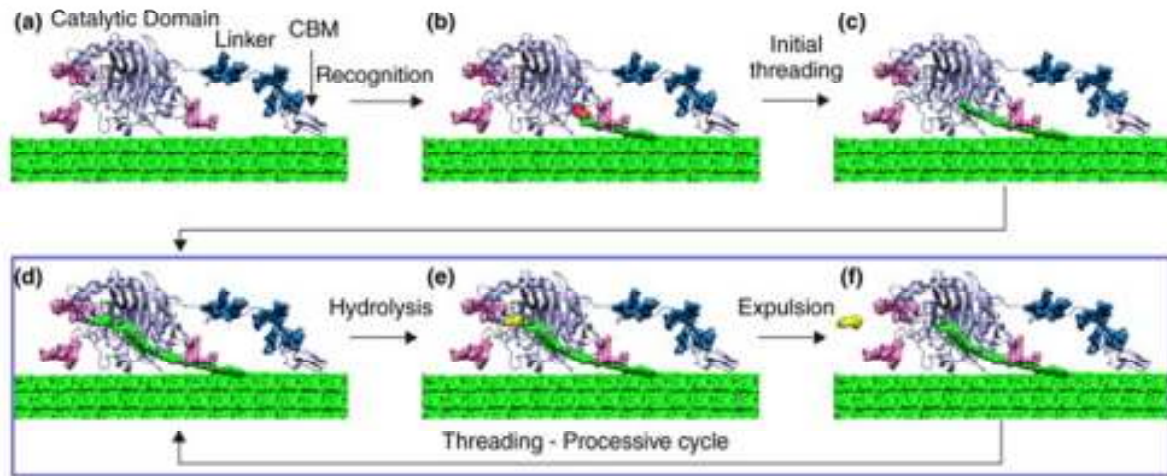 (a) Catalytic Domain
Linker
CBM
Recognition
(b)
Initial
threading
(c)
(d)
Hydrolysis
(e)
Expulsion
(f)
Threading - Processive cycle